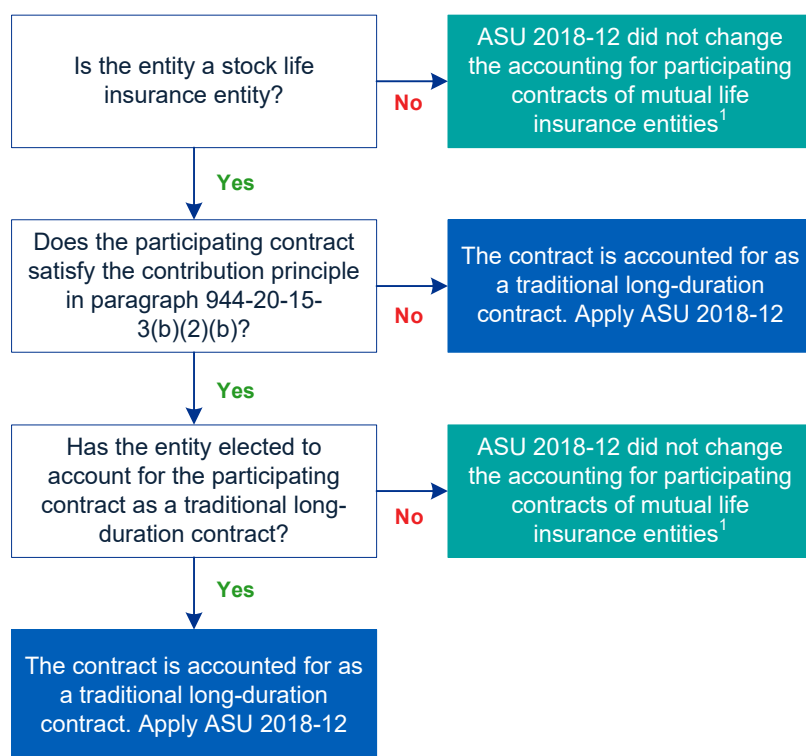 Is the entity a stock life
insurance entity?
No
ASU 2018-12 did not change
the accounting for participating
contracts of mutual life
insurance entities1
Yes
Does the participating contract
satisfy the contribution principle
in paragraph 944-20-15-
3(b)(2)(b)?
No
The contract is accounted for as
a traditional long-duration
contract. Apply ASU 2018-12
Yes
Has the entity elected to
account for the participating
contract as a traditional long-
duration contract?
No
ASU 2018-12 did not change
the accounting for participating
contracts of mutual life
insurance entities1
Yes
The contract is accounted for as
a traditional long-duration
contract. Apply ASU 2018-12